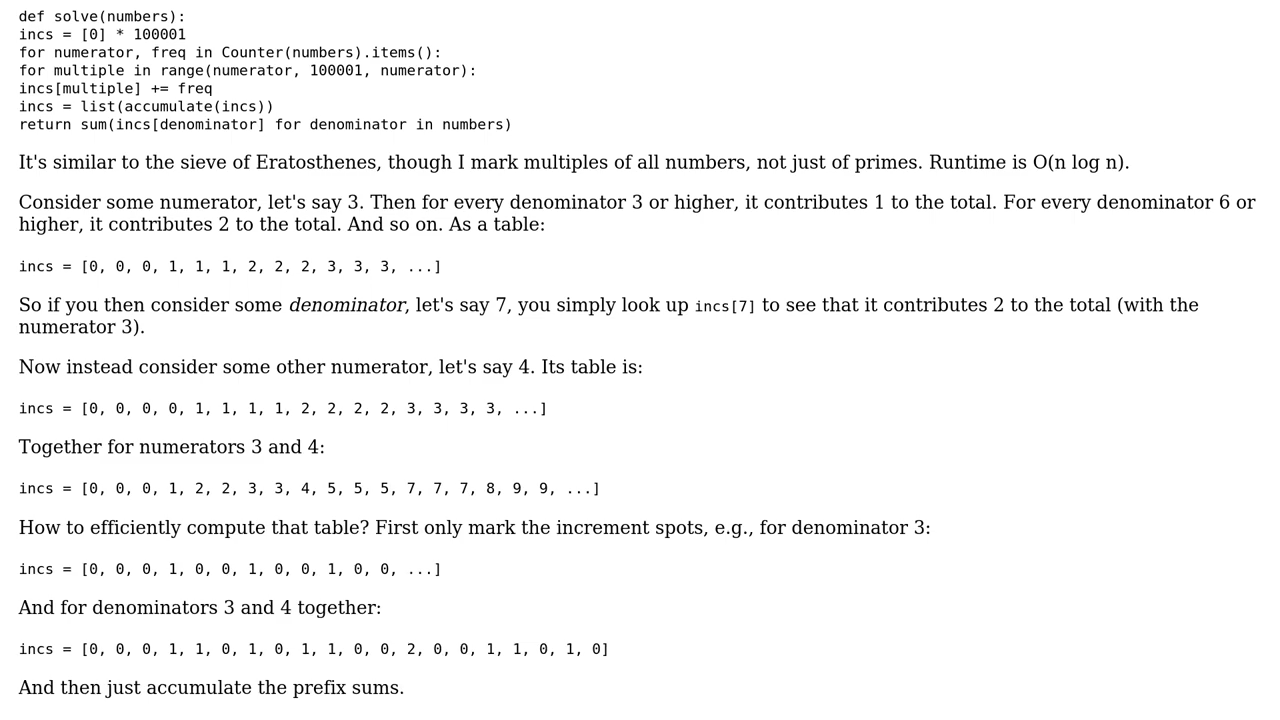 def solve(numbers):
incs = [0] * 100001
for numerator, freq in Counter(numbers).items():
for multiple in range(numerator, 100001, numerator):
incs[multiple] += freq
incs = list(accumulate(incs))
return sum(incs[denominator] for denominator in numbers)
It's similar to the sieve of Eratosthenes, though I mark multiples of all numbers, not just of primes. Runtime is O(n log n).
Consider some numerator, let's say 3. Then for every denominator 3 or higher, it contributes 1 to the total. For every denominator 6 or
higher, it contributes 2 to the total. And so on. As a table:
incs = [0, 0, 0, 1, 1, 1, 2, 2, 2, 3, 3, 3, ...]
So if you then consider some denominator, let's say 7, you simply look up incs[7] to see that it contributes 2 to the total (with the
numerator 3).
Now instead consider some other numerator, let's say 4. Its table is:
incs = [0, 0, 0, 0, 1, 1, 1, 1, 2, 2, 2, 2, 3, 3, 3, 3, ...]
Together for numerators 3 and 4:
incs = [0, 0, 0, 1, 2, 2, 3, 3, 4, 5, 5, 5, 7, 7, 7, 8, 9, 9, ...]
How to efficiently compute that table? First only mark the increment spots, e.g., for denominator 3:
incs = [0, 0, 0, 1, 0, 0, 1, 0, 0, 1, 0, 0, ...]
And for denominators 3 and 4 together:
incs = [0, 0, 0, 1, 1, 0, 1, 0, 1, 1, 0, 0, 2, 0, 0, 1, 1, 0, 1, 0]
And then just accumulate the prefix sums.